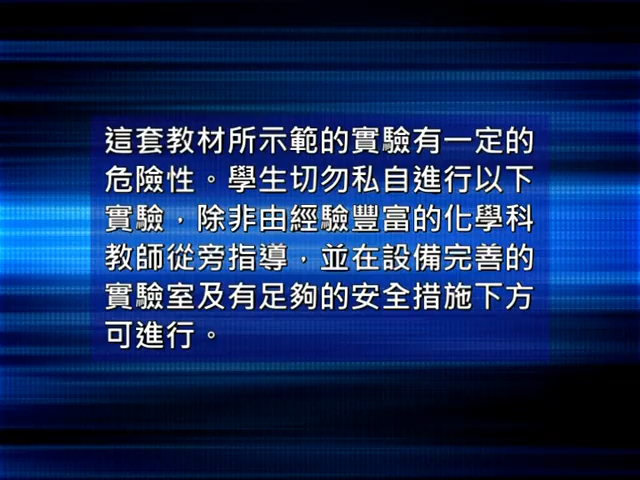 這套教材所示範的實驗有一定的
危險性。學生切勿私自進行以下
實驗，除非由經驗豐富的化學科
教師從旁指導，並在設備完善的
實驗室及有足夠的安全措施下方
可進行。